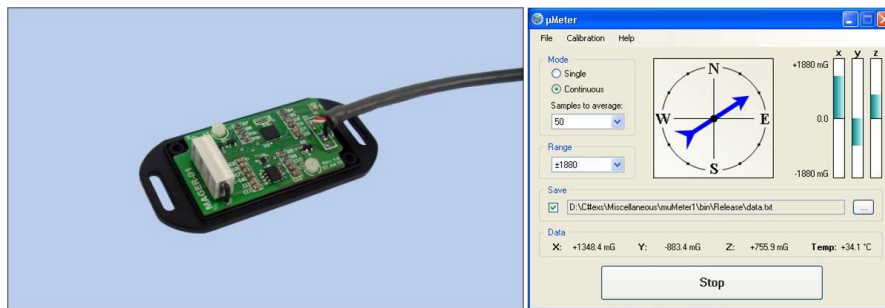 MAGER-01
µMeter
File Calibration Help
Mode
Single
Continuous
Samples to average:
50
Range
±1880
N
W E
S
x y z
+1880 mG
0.0
-1880 mG
Save
D:\C#exs\Miscellaneous\muMeter1\bin\Release\data.txt
...
Data
X: +1348.4 mG Y: -883.4 mG Z: +755.9 mG Temp: +34.1 °C
Stop